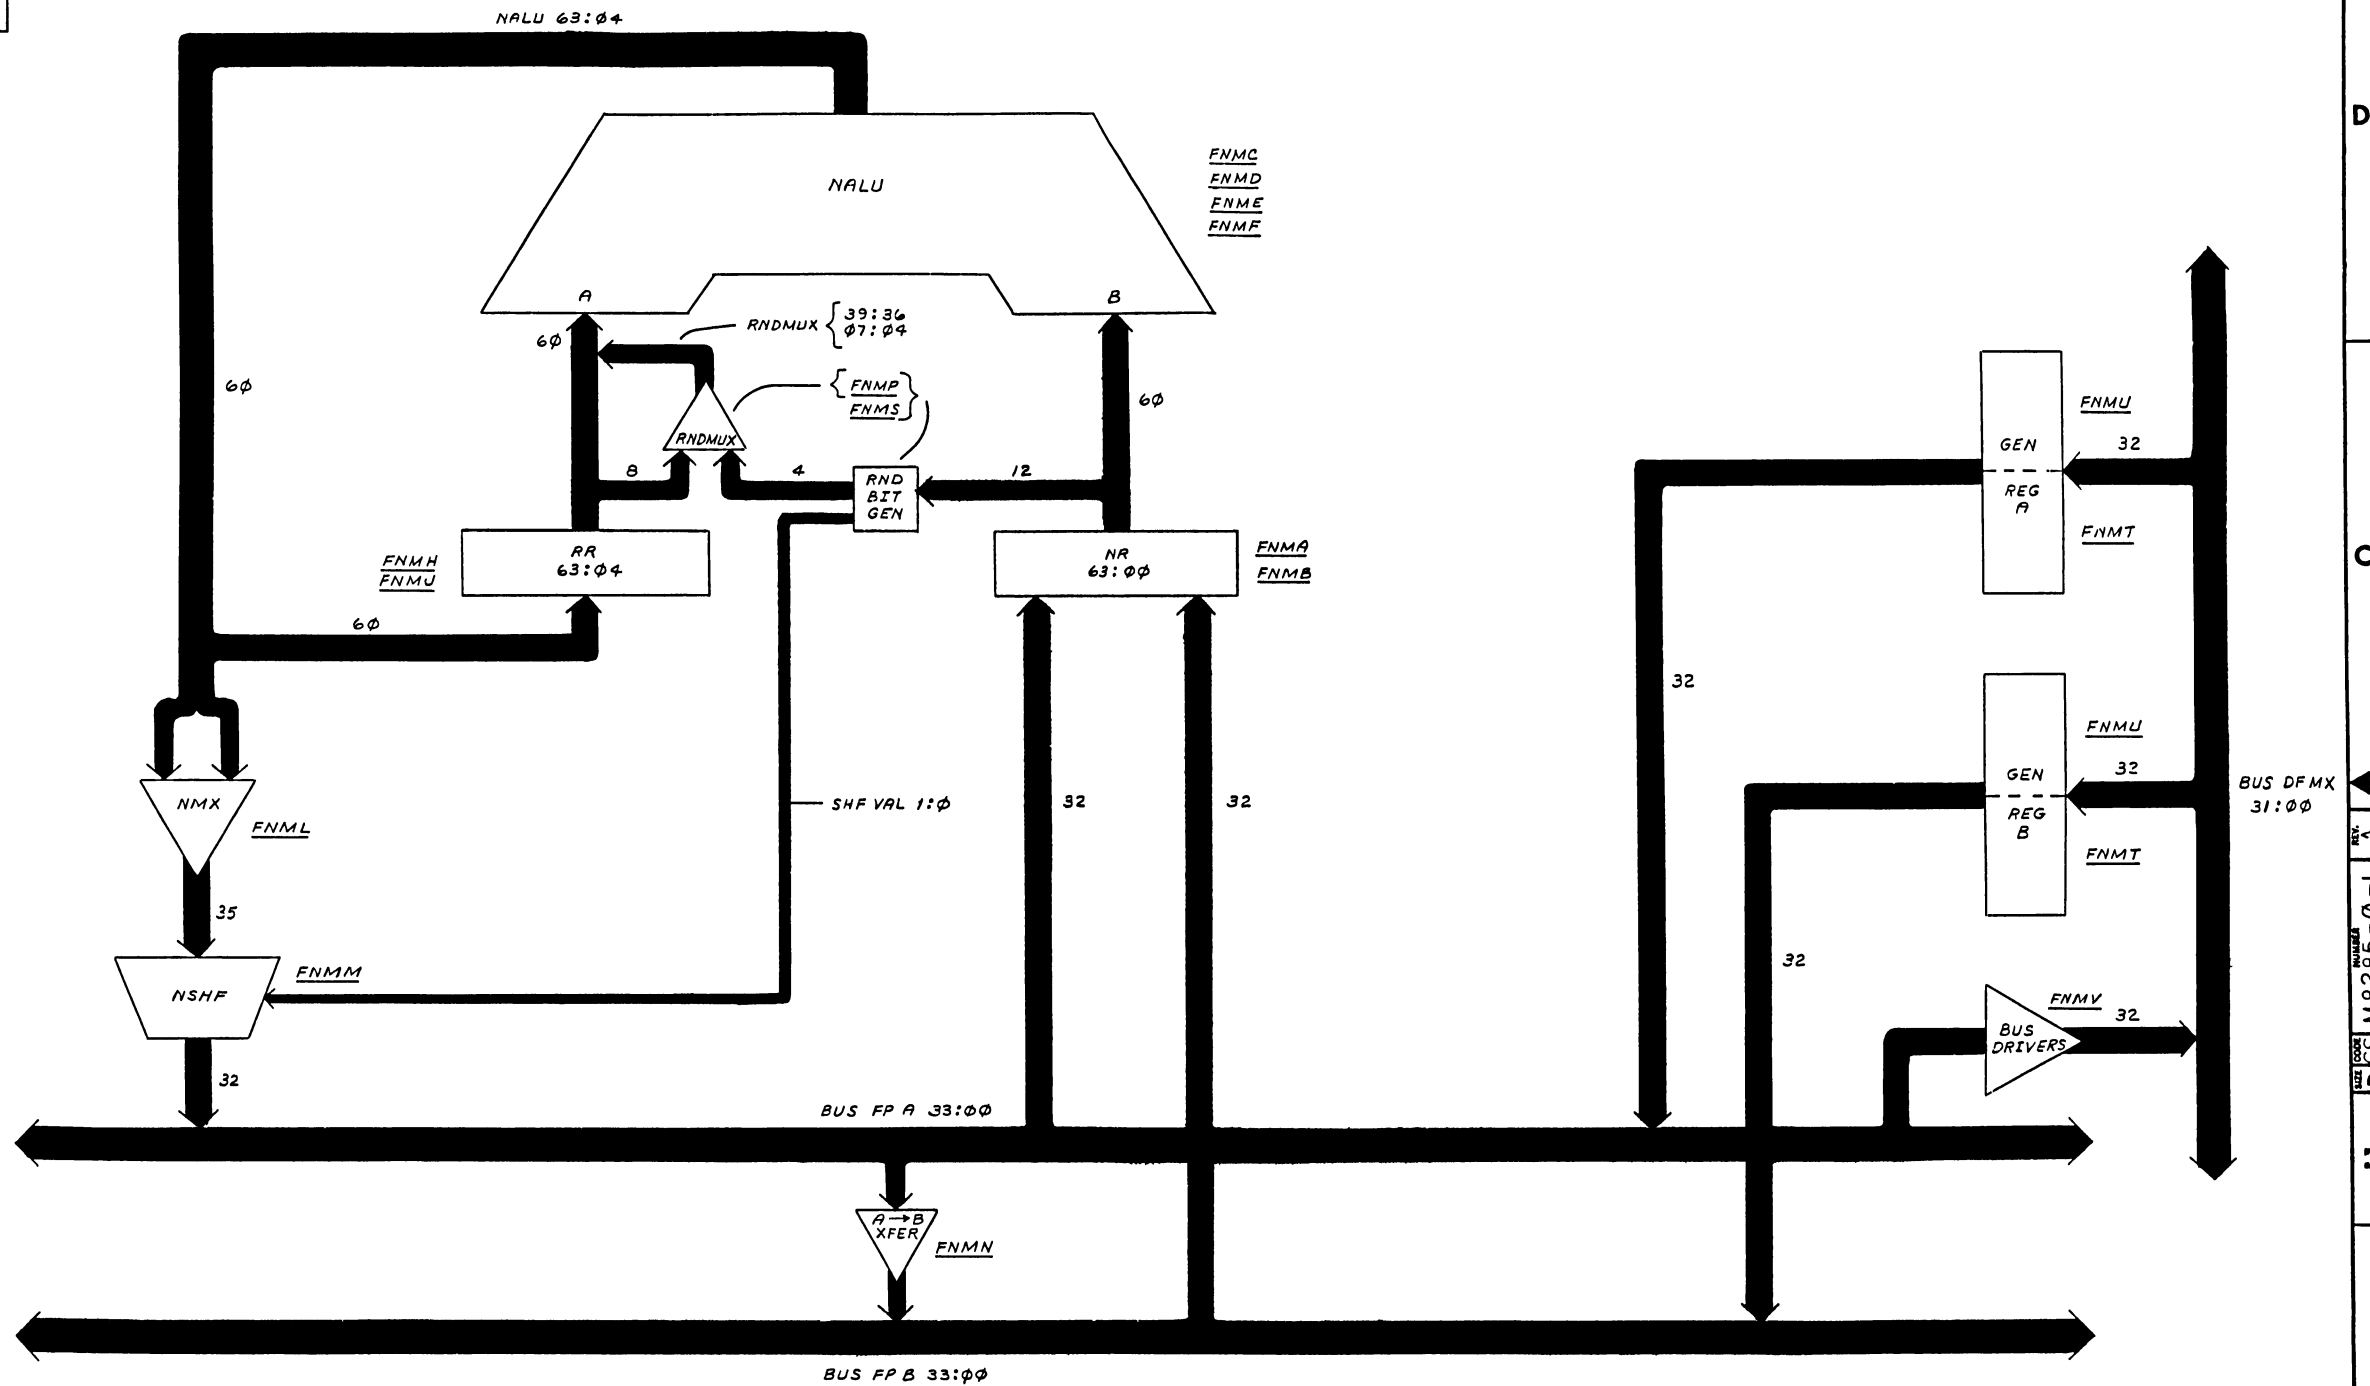 NALU 63:Ø4
D
NALU
FNMC
FNMD
FNME
FNMF
A
B
RNDMUX { 39:36
Ø7:Ø4
6Ø
6Ø
6Ø
{ FNMP }
FNMS
RNDMUX
8
4
12
RND
BIT
GEN
RR
63:Ø4
FNMH
FNMJ
NR
63:ØØ
FNMA
FNMB
6Ø
GEN
REG
A
FNMU
32
FNMT
C
32
NMX
FNML
SHF VAL 1:Ø
32
32
GEN
REG
B
FNMU
32
FNMT
BUS DFMX
31:ØØ
REV.
35
NSHF
FNMM
32
32
BUS
DRIVERS
FNMV
32
NUMBER
CODE
SIZE
BUS FP A 33:ØØ
A→B
XFER
FNMN
BUS FP B 33:ØØ